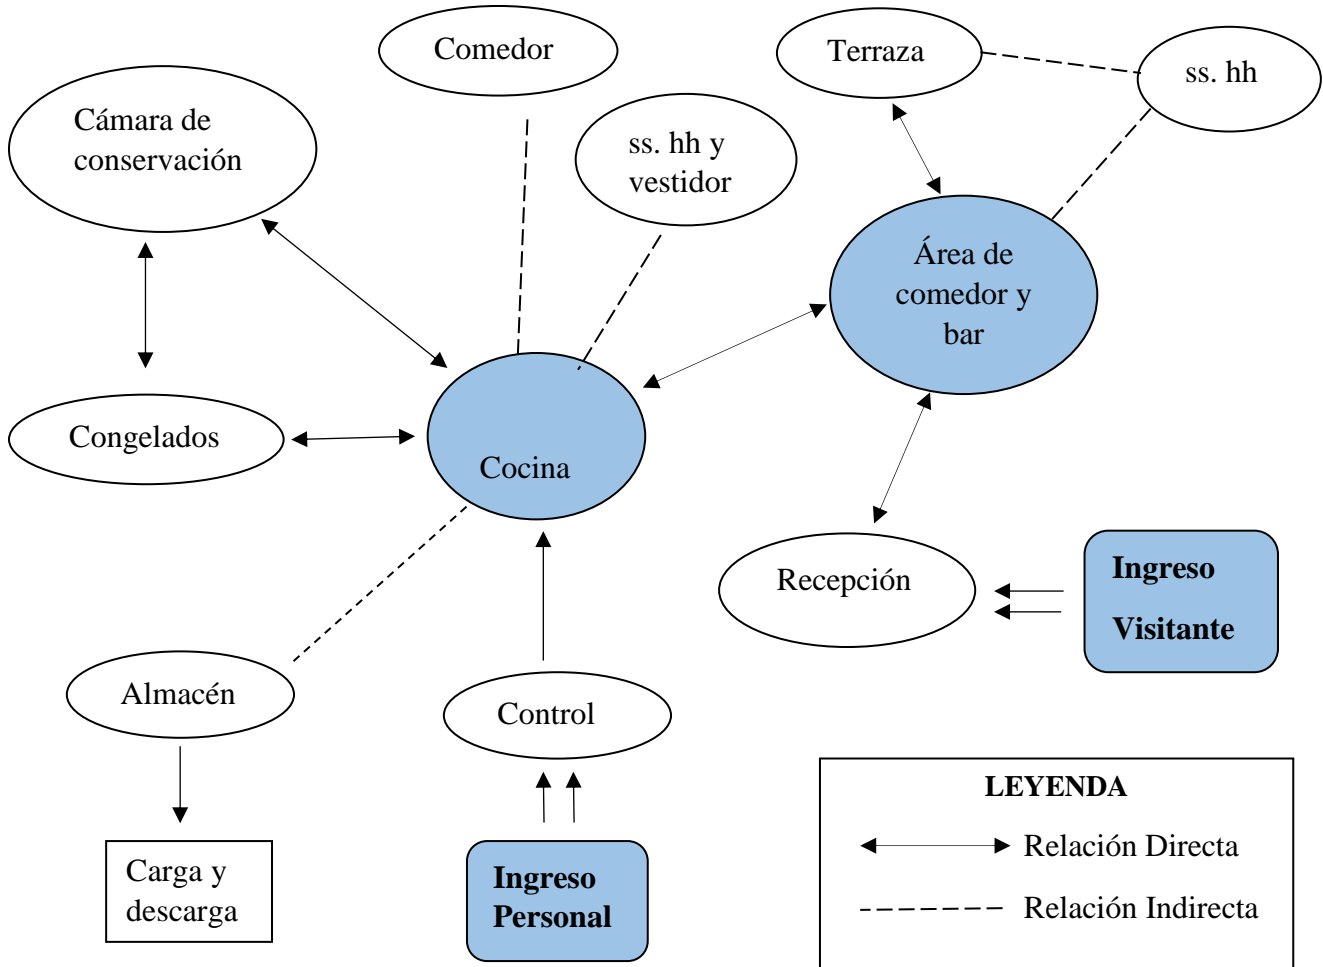 Comedor
Terraza
ss. hh
Cámara de
conservación
ss. hh y
vestidor
Área de
comedor y
bar
Congelados
Cocina
Recepción
Ingreso
Visitante
Almacén
Control
LEYENDA
Relación Directa
Relación Indirecta
Carga y
descarga
Ingreso
Personal